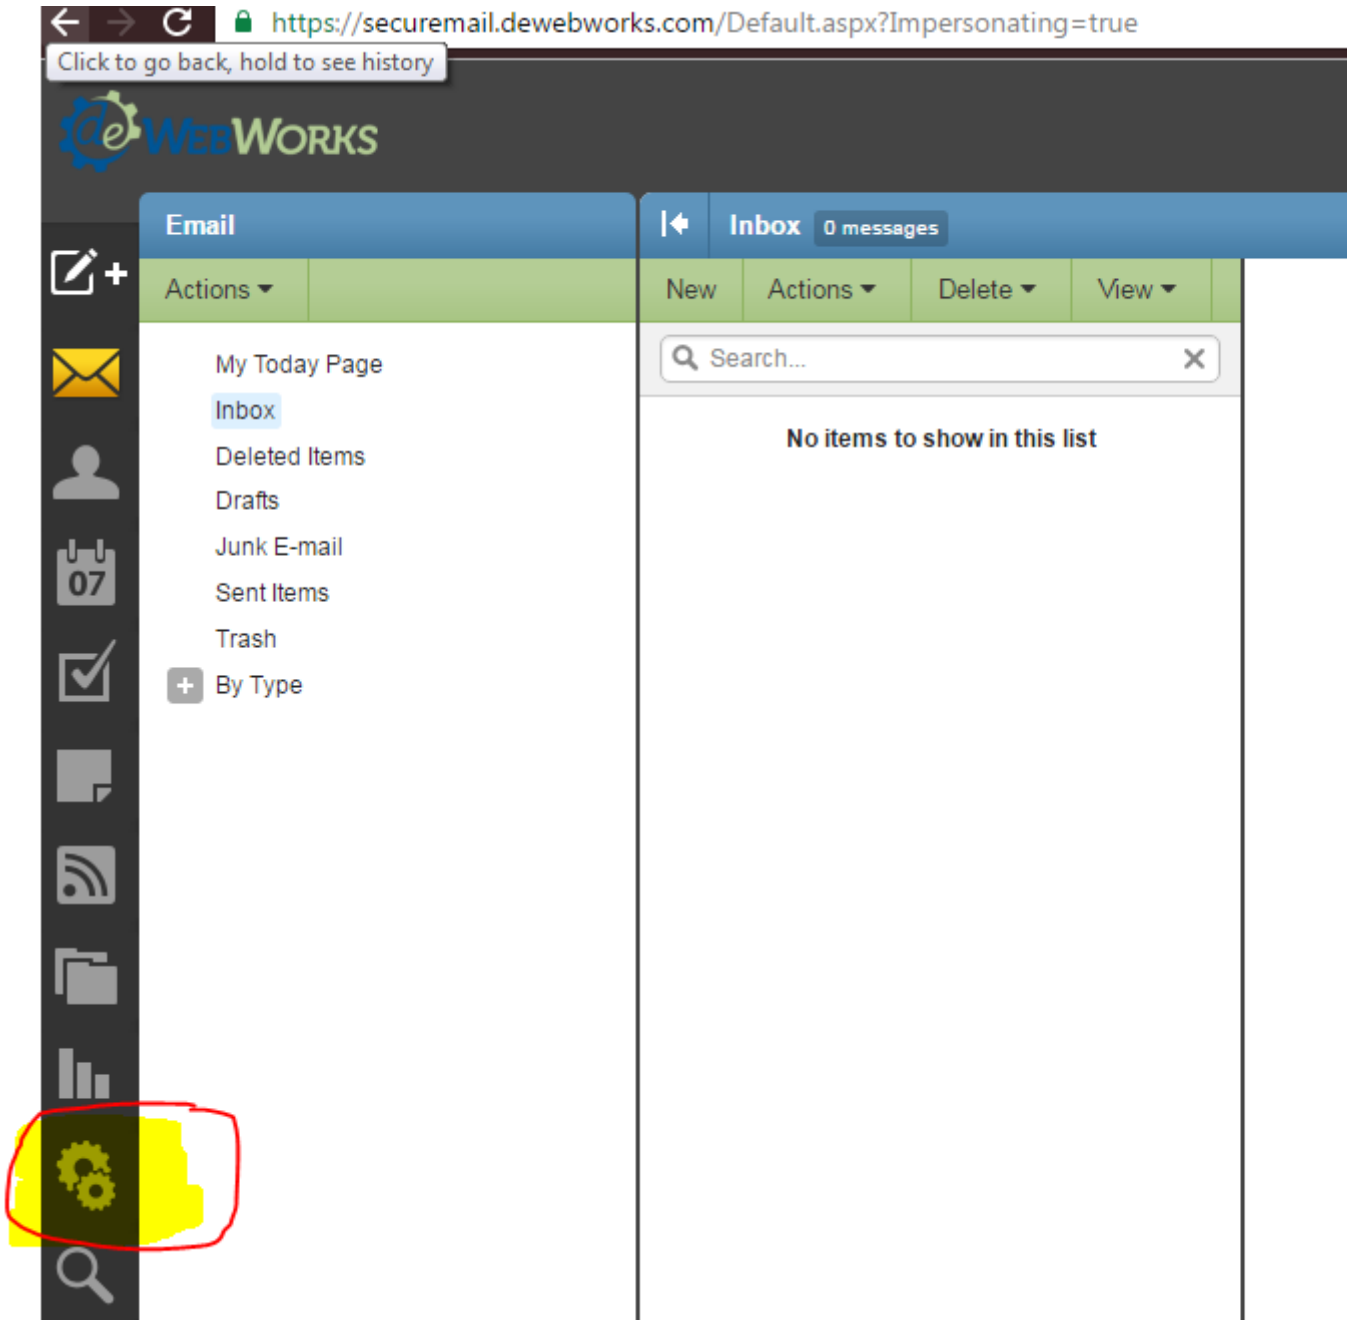 https://securemail.dewebworks.com/Default.aspx?Impersonating=true
Click to go back, hold to see history
de WEBWORKS
Email
Inbox 0 messages
Actions
New Actions Delete View
Search...
My Today Page
Inbox
Deleted Items
Drafts
Junk E-mail
Sent Items
Trash
By Type
No items to show in this list
07